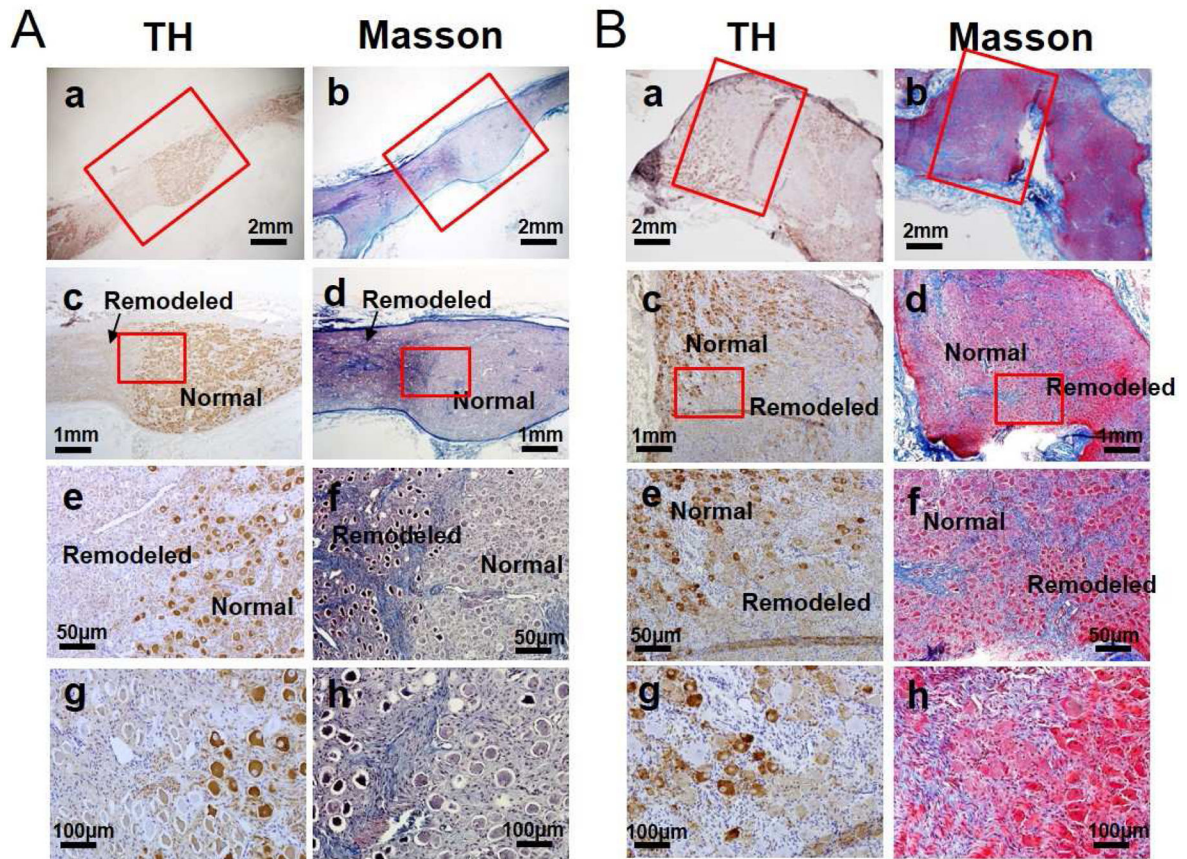 A
TH
Masson
B
TH
Masson
a
b
a
b
2mm
2mm
2mm
2mm
c
Remodeled
Normal
1mm
d
Remodeled
Normal
1mm
c
Normal
Remodeled
1mm
d
Normal
Remodeled
1mm
e
Remodeled
Normal
50μm
f
Remodeled
Normal
50μm
e
Normal
Remodeled
50μm
f
Normal
Remodeled
50μm
g
100μm
h
100μm
g
100μm
h
100μm